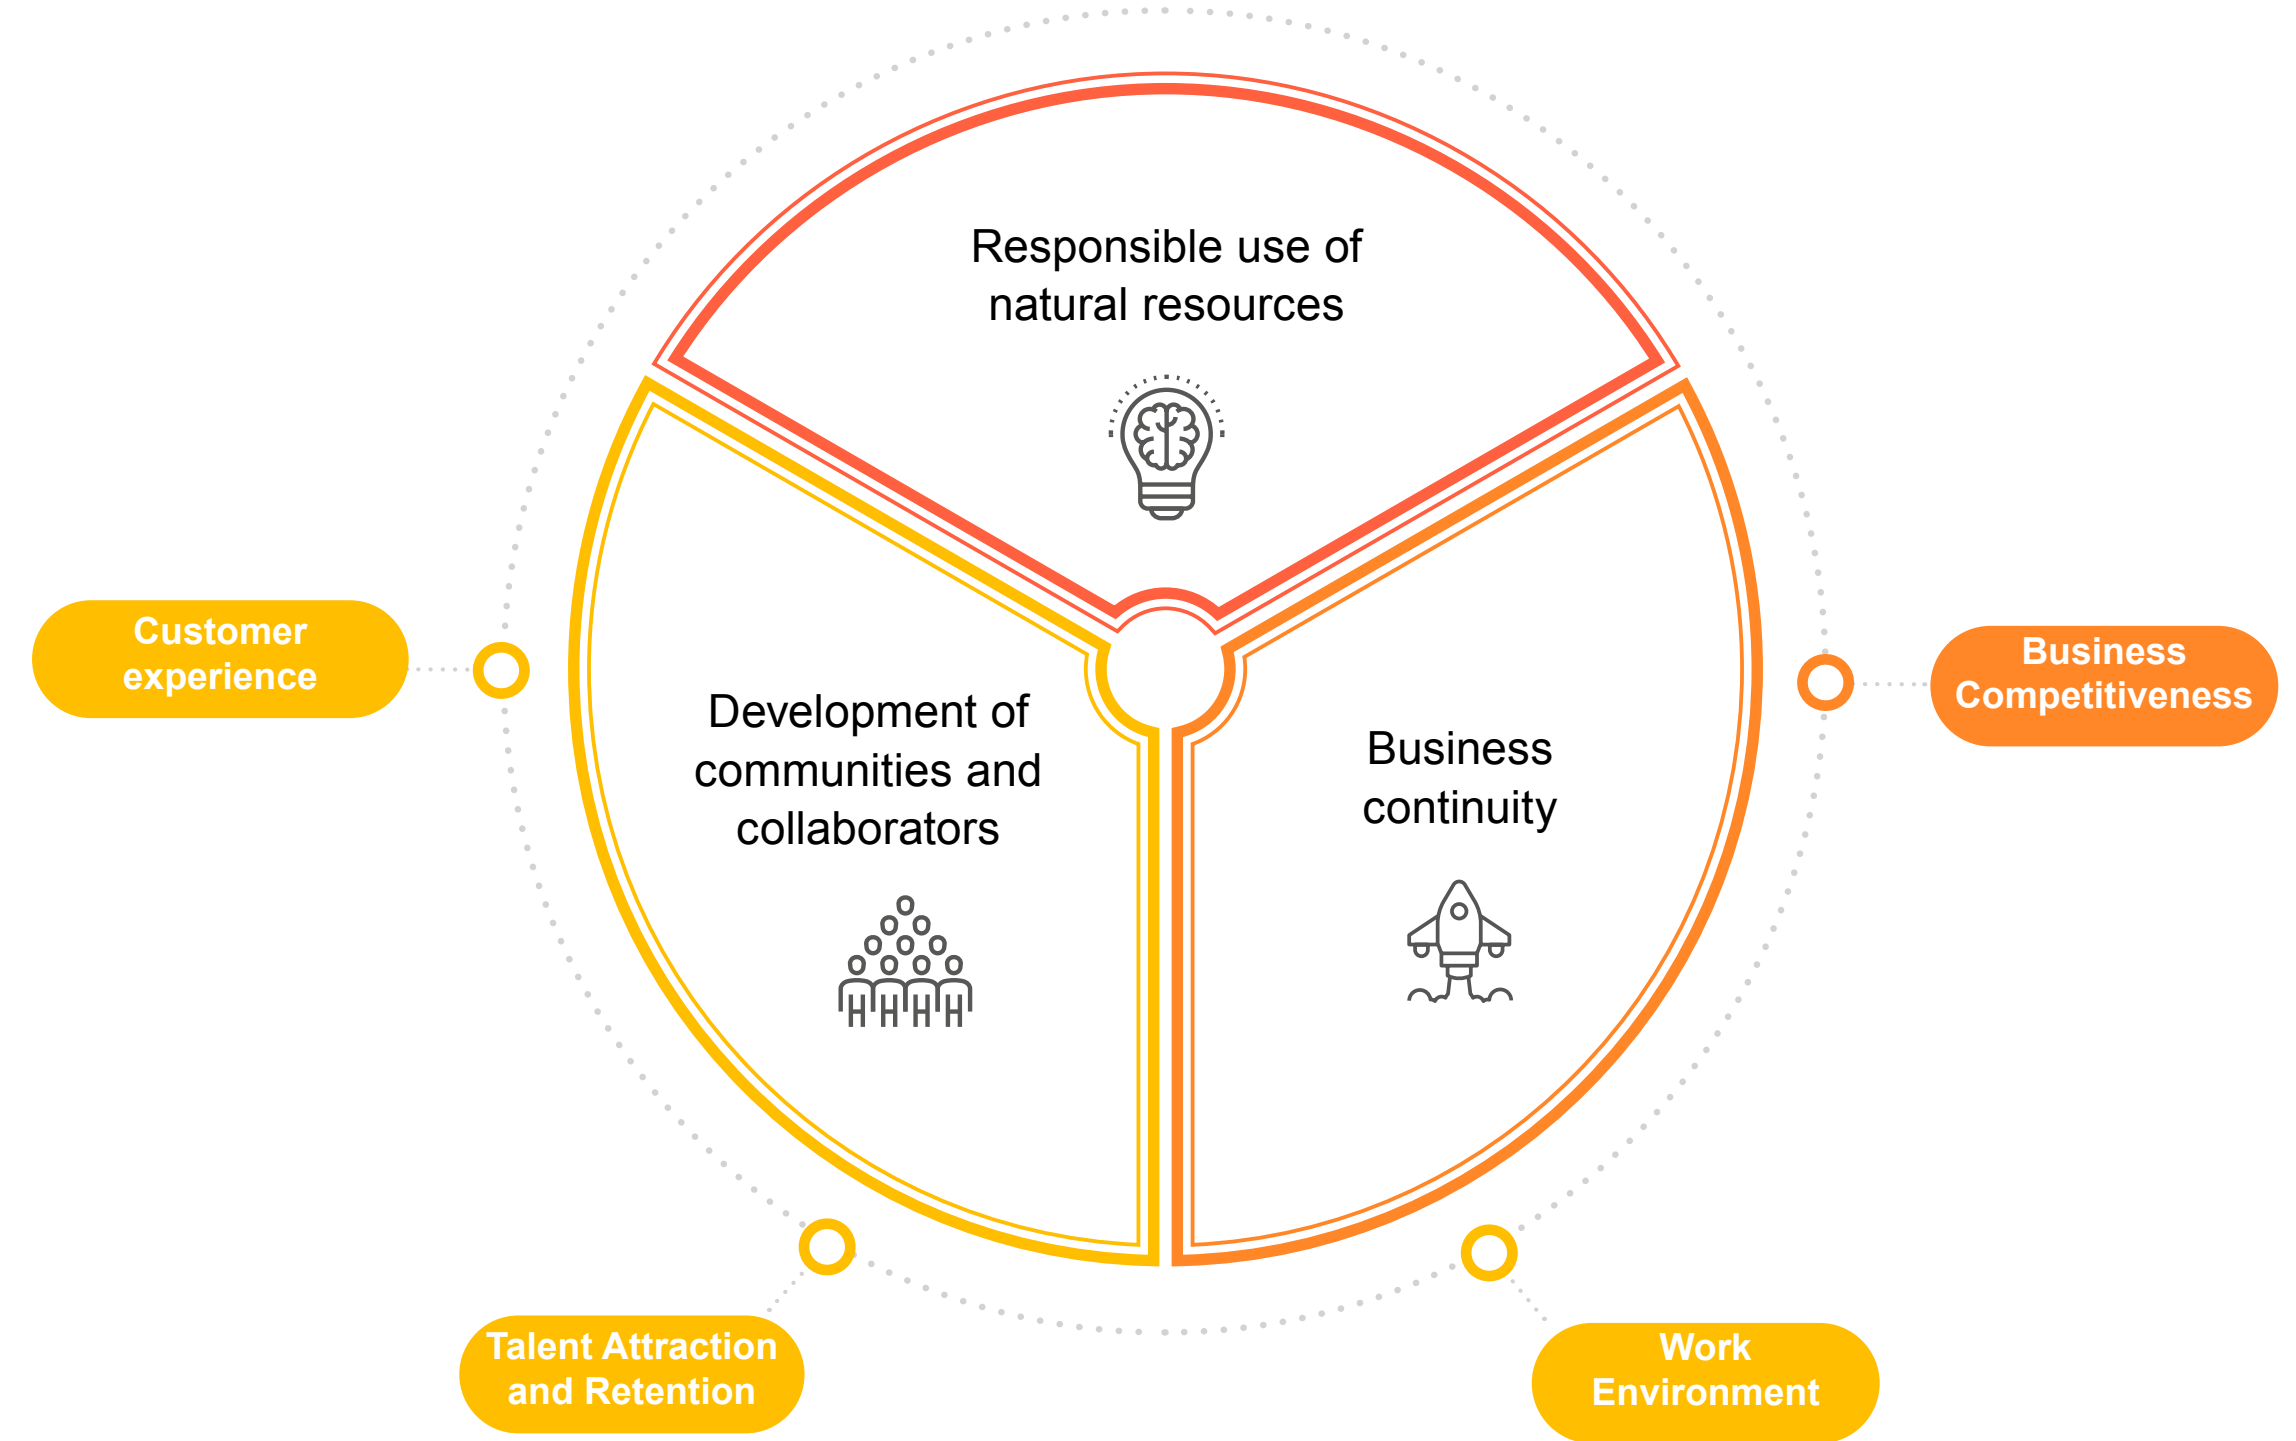 Responsible use of
natural resources
Customer
experience
Development of
communities and
collaborators
Business
continuity
Business
Competitiveness
Talent Attraction
and Retention
Work
Environment